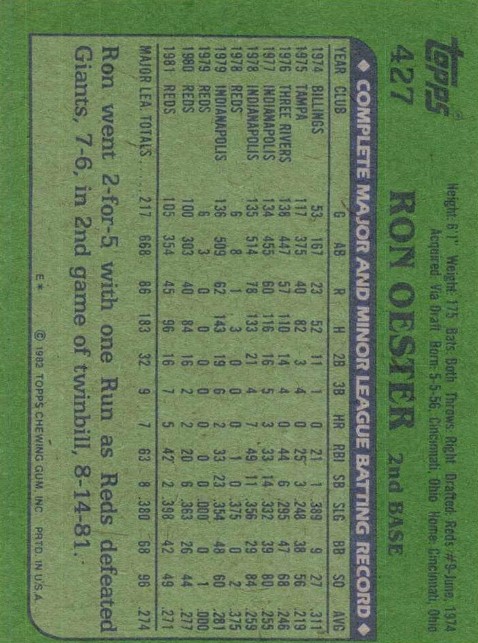 topps
427 RON OESTER 2nd BASE
Height: 6'1" Weight: 175 Bats: Both Throws: Right Drafted: Reds #9-June, 1974
Acquired: Via Draft Born: 5-5-56, Cincinnati, Ohio Home: Cincinnati, Ohio
◆ COMPLETE MAJOR AND MINOR LEAGUE BATTING RECORD ◆
YEAR CLUB G AB R H 2B 3B HR RBI SB SLG BB SO AVG
1974 BILLINGS 53 167 23 52 11 1 0 21 1 .389 9 27 .311
1975 TAMPA 117 375 40 82 3 4 0 25 3 .248 38 56 .219
1976 THREE RIVERS 138 447 57 110 14 4 0 44 6 .295 47 68 .246
1977 INDIANAPOLIS 134 455 60 116 16 5 3 33 14 .332 39 80 .255
1978 INDIANAPOLIS 135 514 78 133 21 4 7 49 11 .356 29 84 .259
1978 REDS 6 8 1 3 0 0 0 1 0 .375 0 2 .375
1979 INDIANAPOLIS 136 509 62 143 19 6 2 33 23 .354 48 60 .281
1979 REDS 6 3 0 0 0 0 0 0 0 .000 0 1 .000
1980 REDS 100 303 40 84 16 2 2 20 6 .363 26 44 .277
1981 REDS 105 354 45 96 16 7 5 42 2 .398 42 49 .271
MAJOR LEA. TOTALS 217 668 86 183 32 9 7 63 8 .380 68 96 .274
Ron went 2-for-5, with one Run as Reds defeated
Giants, 7-6, in 2nd game of twinbill, 8-14-81.
E* © 1982 TOPPS CHEWING GUM INC. PRTD. IN U.S.A.